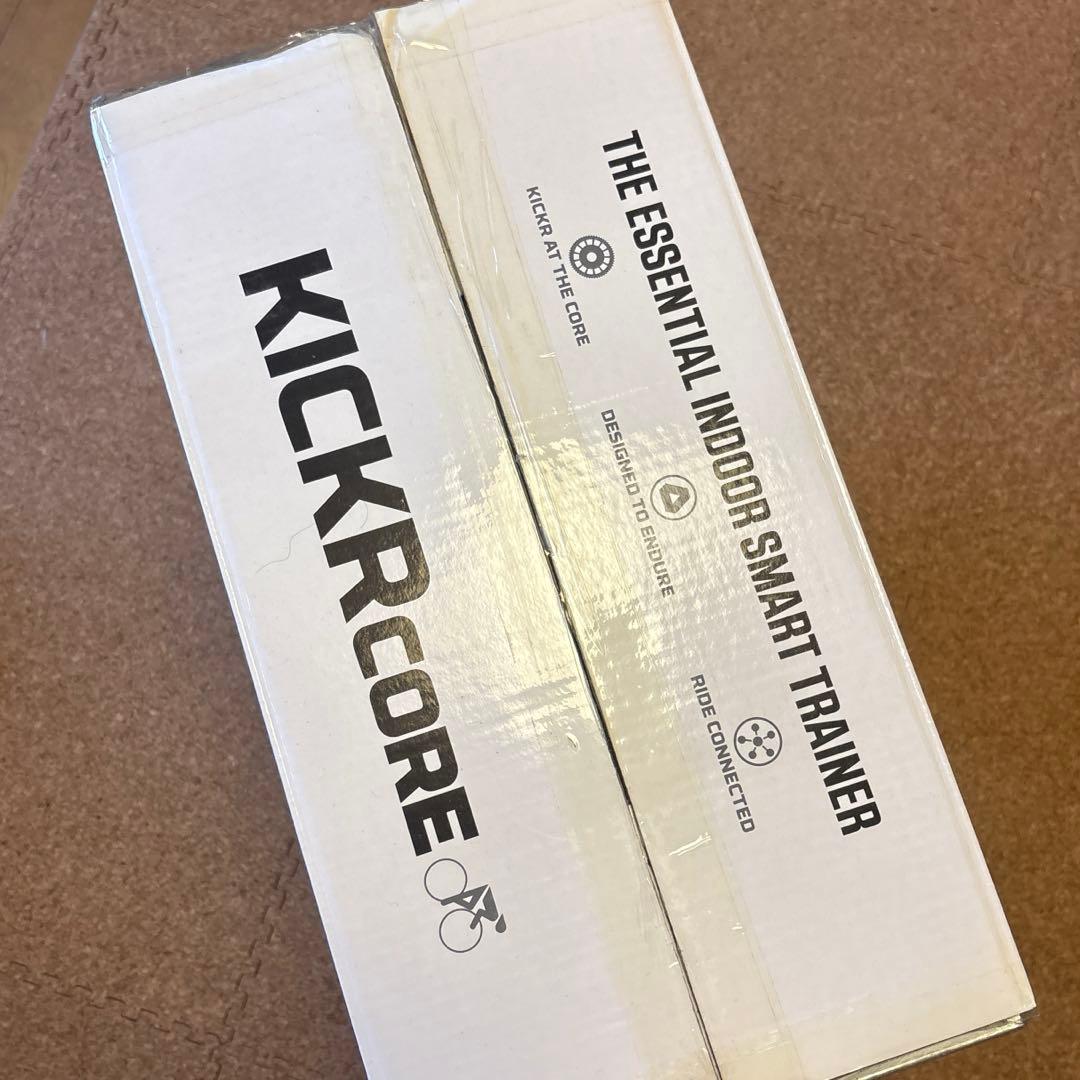 THE ESSENTIAL INDOOR SMART TRAINER
KICKR AT THE CORE
DESIGNED TO ENDURE
RIDE CONNECTED
KICKR CORE